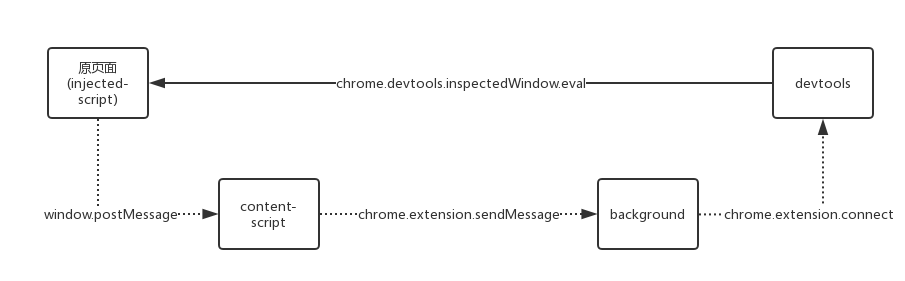 原页面
(injected-
script)
chrome.devtools.inspectedWindow.eval
devtools
window.postMessage
content-
script
chrome.extension.sendMessage
background
chrome.extension.connect